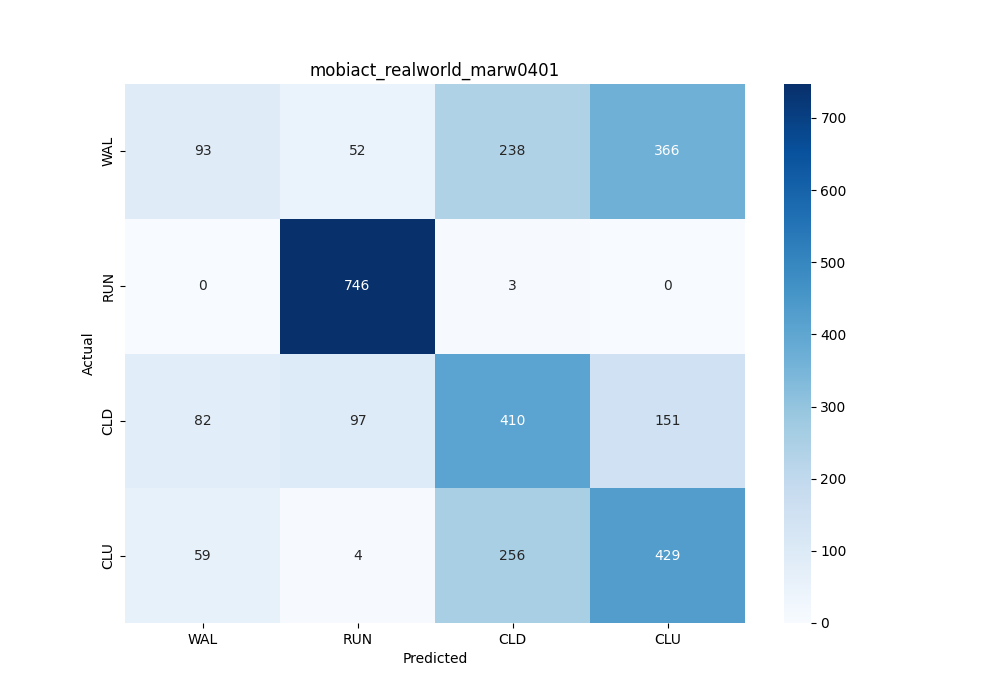 mobiact_realworld_marw0401
WAL 93 52 238 366
RUN 0 746 3 0
CLD 82 97 410 151
CLU 59 4 256 429
WAL RUN CLD CLU
Predicted
Actual
700
600
500
400
300
200
100
0